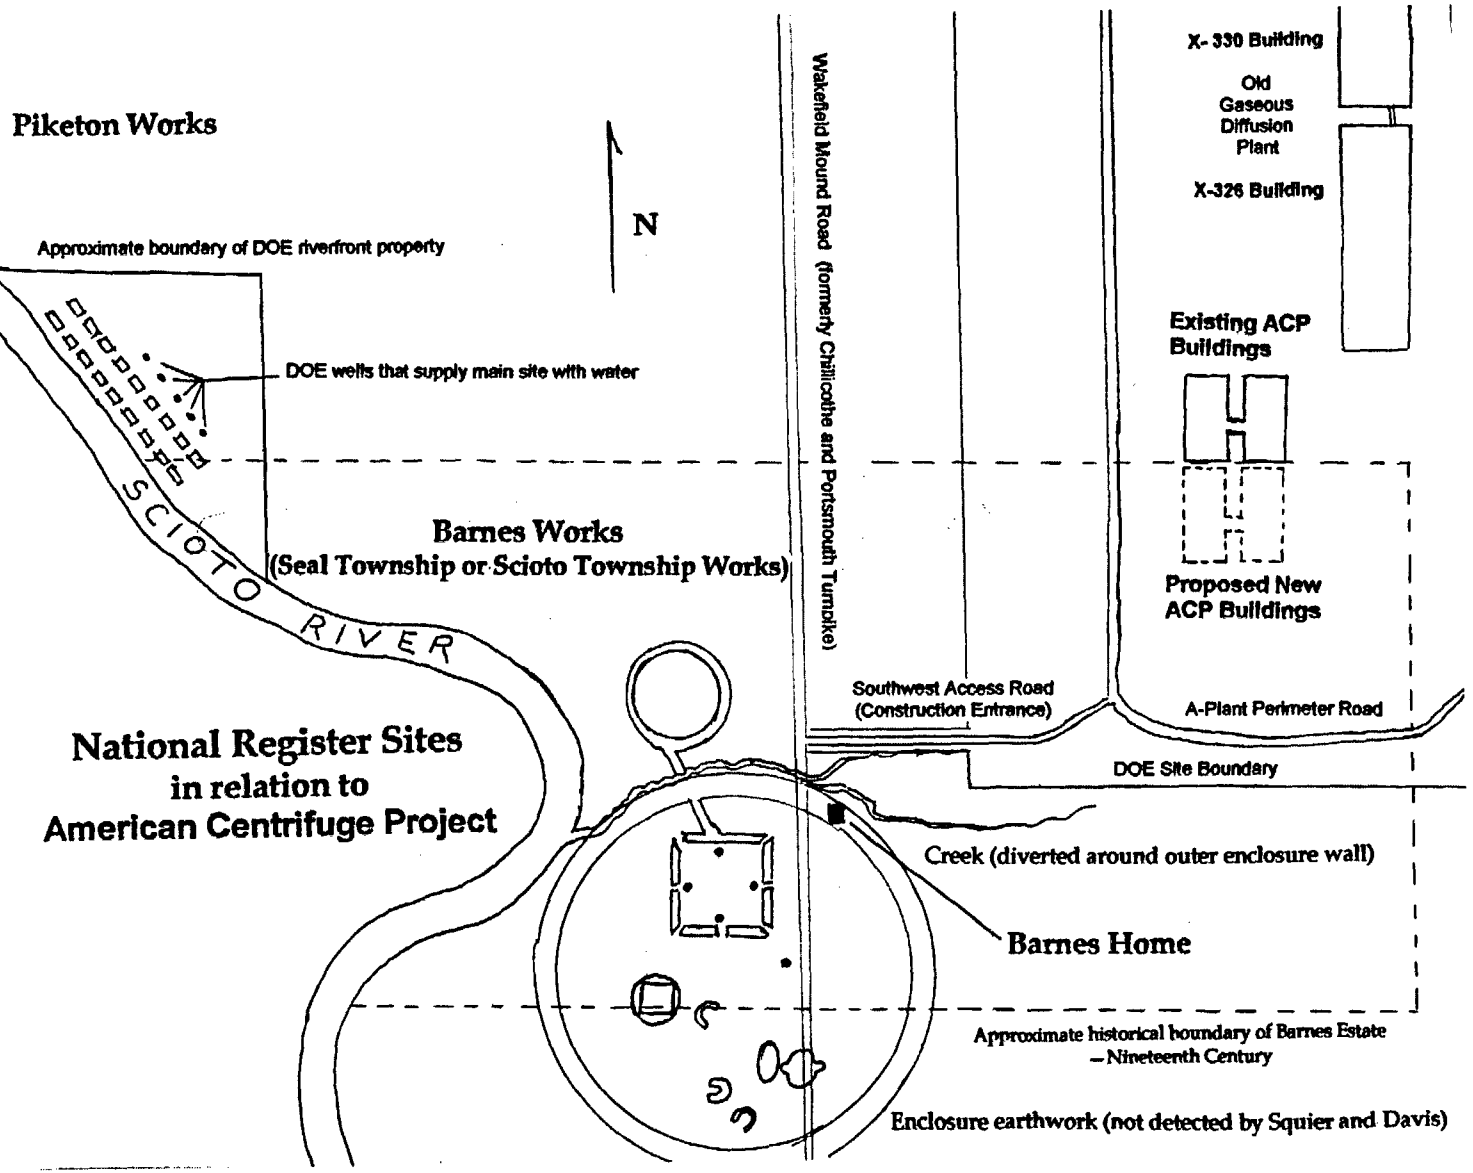 X- 330 Building
Old
Gaseous
Diffusion
Plant
X-326 Building
Piketon Works
N
Wakefield Mound Road (formerly Chillicothe and Portsmouth Turnpike)
Approximate boundary of DOE riverfront property
Existing ACP
Buildings
DOE wells that supply main site with water
SCIOTO RIVER
Barnes Works
(Seal Township or Scioto Township Works)
Proposed New
ACP Buildings
Southwest Access Road
(Construction Entrance)
A-Plant Perimeter Road
National Register Sites
in relation to
American Centrifuge Project
DOE Site Boundary
Creek (diverted around outer enclosure wall)
Barnes Home
Approximate historical boundary of Barnes Estate
– Nineteenth Century
Enclosure earthwork (not detected by Squier and Davis)